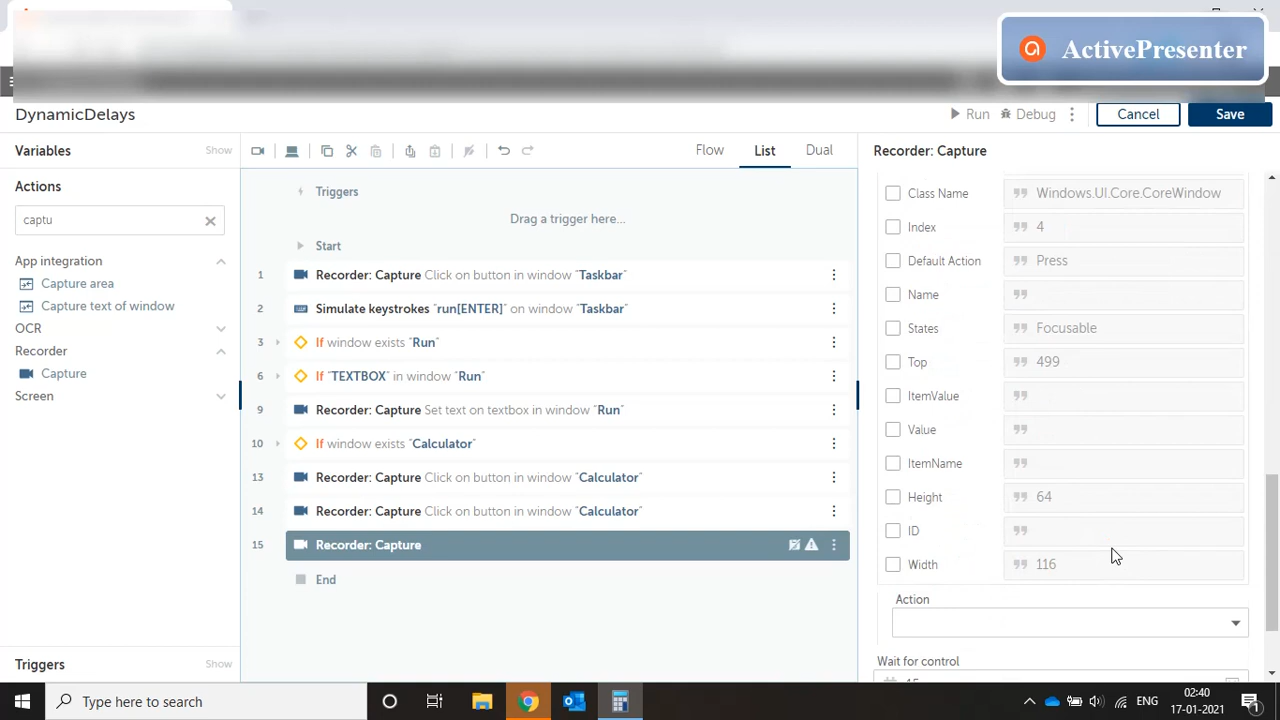 ActivePresenter
DynamicDelays
Run Debug Cancel Save
Variables Show
Flow List Dual
Recorder: Capture
Actions
captu
App integration
Capture area
Capture text of window
OCR
Recorder
Capture
Screen
Triggers Show
Triggers
Drag a trigger here...
Start
1 Recorder: Capture Click on button in window "Taskbar"
2 Simulate keystrokes "run[ENTER]" on window "Taskbar"
3 If window exists "Run"
6 If "TEXTBOX" in window "Run"
9 Recorder: Capture Set text on textbox in window "Run"
10 If window exists "Calculator"
13 Recorder: Capture Click on button in window "Calculator"
14 Recorder: Capture Click on button in window "Calculator"
15 Recorder: Capture
End
Class Name Windows.UI.Core.CoreWindow
Index 4
Default Action Press
Name
States Focusable
Top 499
ItemValue
Value
ItemName
Height 64
ID
Width 116
Action
Wait for control
Type here to search
ENG
02:40
17-01-2021
1